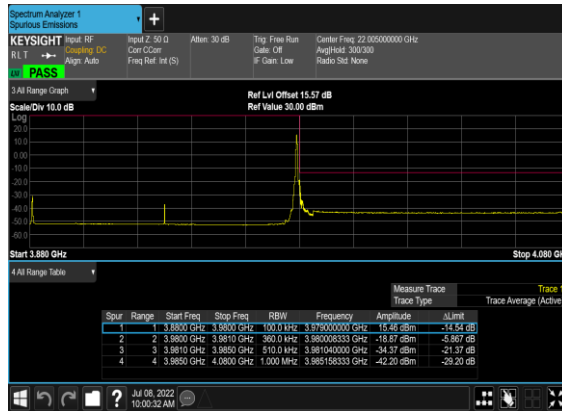 Spectrum Analyzer 1
Spurious Emissions
+
KEYSIGHT Input: RF Input Z: 50 Ω Atten: 30 dB Trig: Free Run Center Freq: 22.005000000 GHz
RLT Coupling: DC Corr CCorr Gate: Off Avg|Hold: 300/300
Align: Auto Freq Ref: Int (S) IF Gain: Low Radio Std: None
PASS
3 All Range Graph
Ref Lvl Offset 15.57 dB
Scale/Div 10.0 dB Ref Value 30.00 dBm
Log
20.0
10.0
0.00
-10.0
-20.0
-30.0
-40.0
-50.0
-60.0
Start 3.880 GHz Stop 4.080 GH
4 All Range Table
Measure Trace Trace 1
Trace Type Trace Average (Active
Spur Range Start Freq Stop Freq RBW Frequency Amplitude ΔLimit
1 1 3.8800 GHz 3.9800 GHz 100.0 kHz 3.979000000 GHz 15.46 dBm -14.54 dB
2 2 3.9800 GHz 3.9810 GHz 360.0 kHz 3.980008333 GHz -18.87 dBm -5.867 dB
3 3 3.9810 GHz 3.9850 GHz 510.0 kHz 3.981040000 GHz -34.37 dBm -21.37 dB
4 4 3.9850 GHz 4.0800 GHz 1.000 MHz 3.985158333 GHz -42.20 dBm -29.20 dB
? Jul 08, 2022
10:00:32 AM